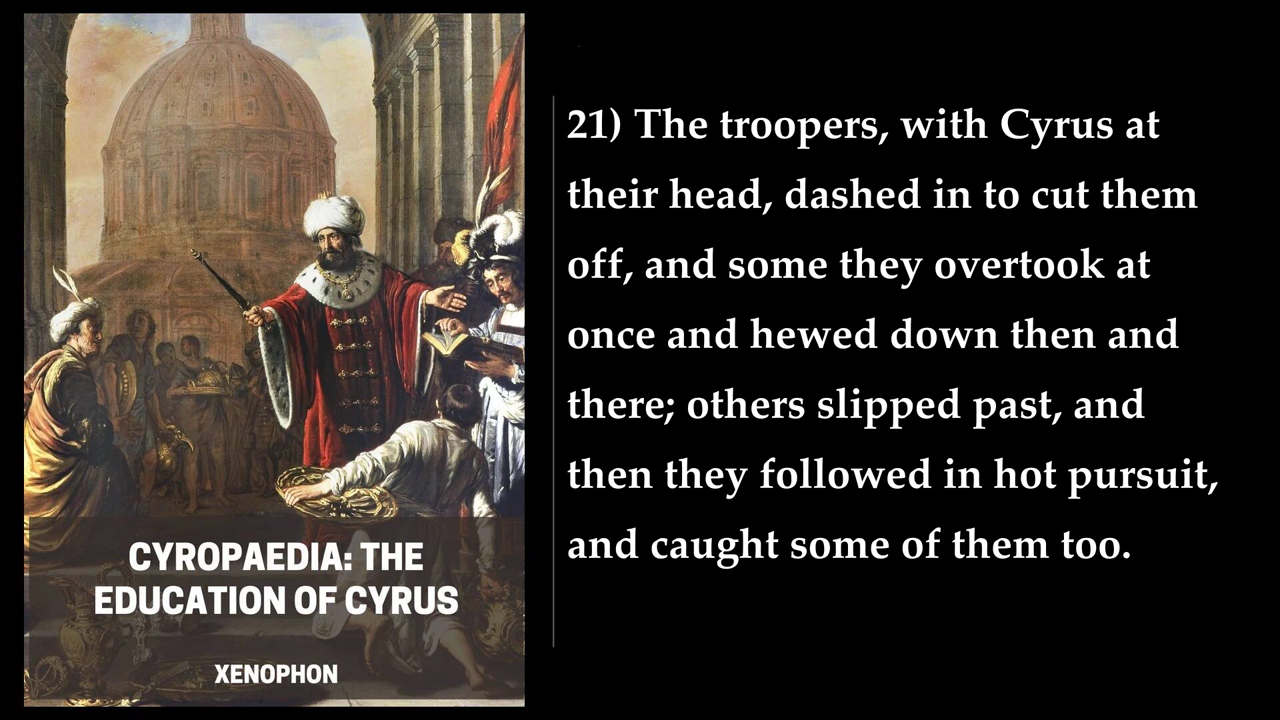 CYROPAEDIA: THE
EDUCATION OF CYRUS
XENOPHON
21) The troopers, with Cyrus at
their head, dashed in to cut them
off, and some they overtook at
once and hewed down then and
there; others slipped past, and
then they followed in hot pursuit,
and caught some of them too.